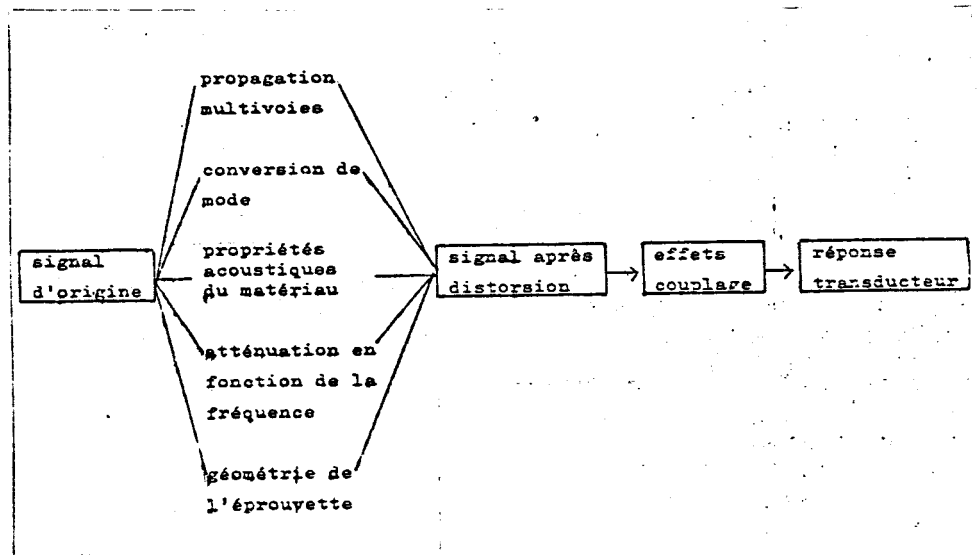 propagation
multivoies
conversion de
mode
propriétés
acoustiques
du matériau
signal
d'origine
signal après
distorsion
effets
couplage
réponse
transducteur
atténuation en
fonction de la
fréquence
géométrie de
l'éprouvette